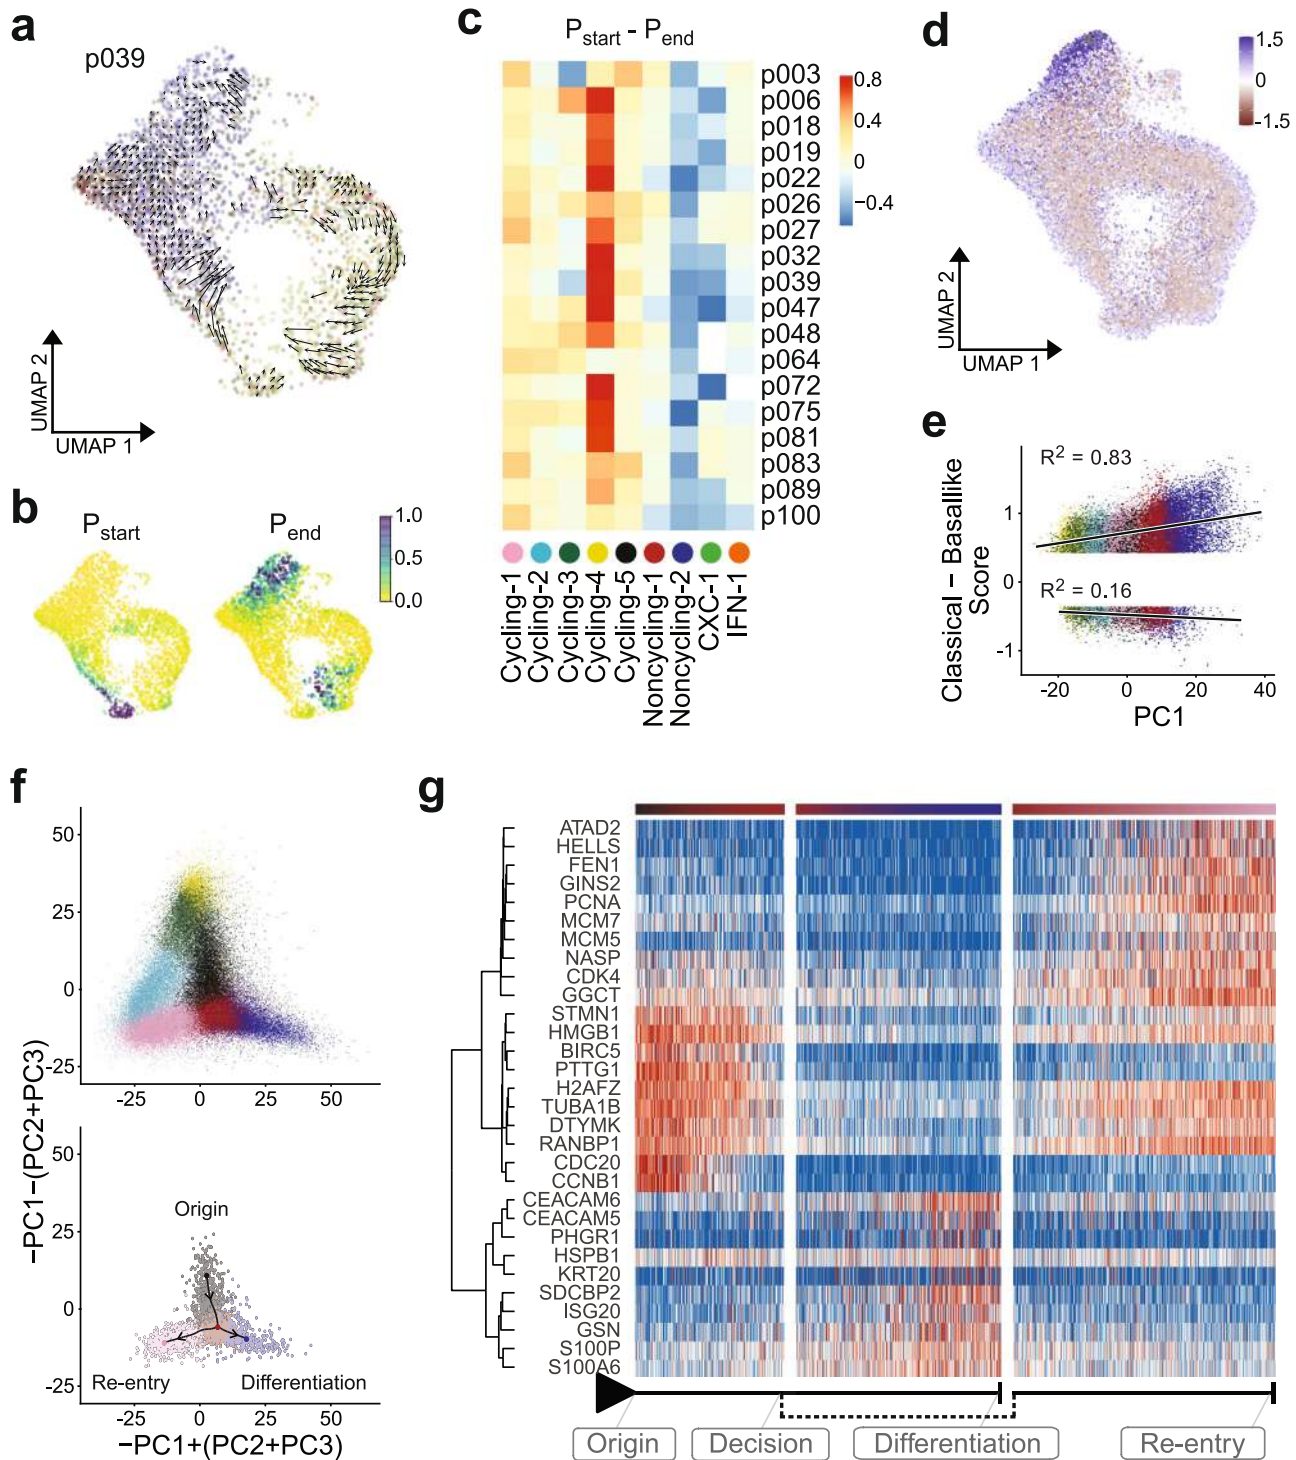 a
p039
UMAP 2
UMAP 1
b
Pstart
Pend
1.0
0.5
0.0
c
Pstart - Pend
p003
p006
p018
p019
p022
p026
p027
p032
p039
p047
p048
p064
p072
p075
p081
p083
p089
p100
0.8
0.4
0
−0.4
Cycling-1
Cycling-2
Cycling-3
Cycling-4
Cycling-5
Noncycling-1
Noncycling-2
CXC-1
IFN-1
d
1.5
0
-1.5
UMAP 2
UMAP 1
e
R² = 0.83
R² = 0.16
Classical − Basallike
Score
1
0
-1
-20
0
20
40
PC1
f
50
25
0
-25
-25
0
25
50
−PC1−(PC2+PC3)
50
25
0
-25
Origin
Re-entry
Differentiation
-25
0
25
50
−PC1+(PC2+PC3)
g
ATAD2
HELLS
FEN1
GINS2
PCNA
MCM7
MCM5
NASP
CDK4
GGCT
STMN1
HMGB1
BIRC5
PTTG1
H2AFZ
TUBA1B
DTYMK
RANBP1
CDC20
CCNB1
CEACAM6
CEACAM5
PHGR1
HSPB1
KRT20
SDCBP2
ISG20
GSN
S100P
S100A6
Origin
Decision
Differentiation
Re-entry